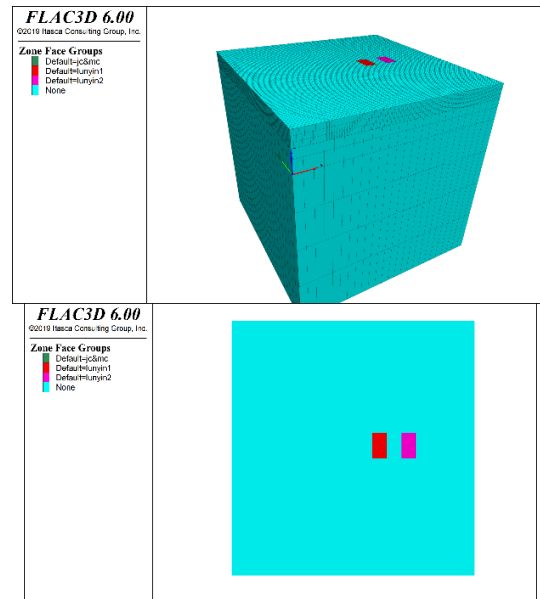 FLAC3D 6.00
©2019 Itasca Consulting Group, Inc.
Zone Face Groups
Default=jc&mc
Default=lunyin1
Default=lunyin2
None
FLAC3D 6.00
©2019 Itasca Consulting Group, Inc.
Zone Face Groups
Default=jc&mc
Default=lunyin1
Default=lunyin2
None